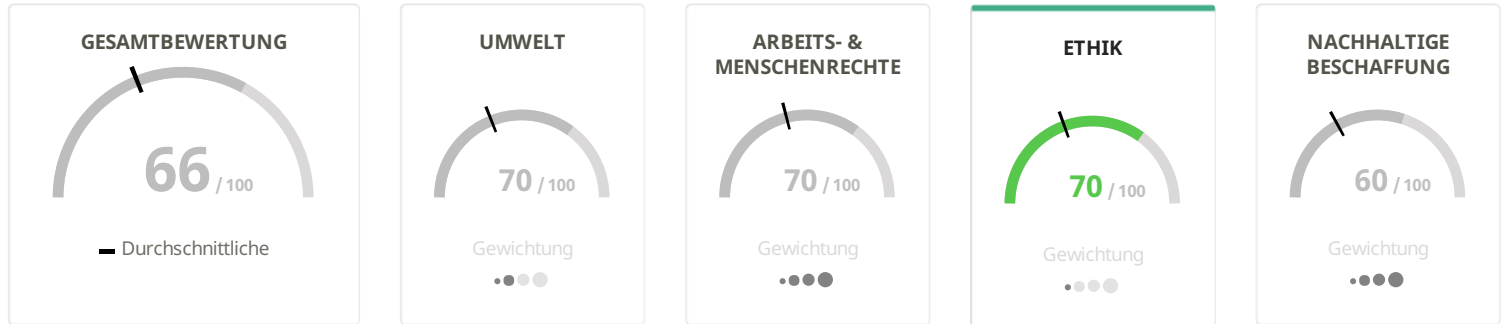 GESAMTBEWERTUNG
66 / 100
Durchschnittliche
UMWELT
70 / 100
Gewichtung
ARBEITS- &
MENSCHENRECHTE
70 / 100
Gewichtung
ETHIK
70 / 100
Gewichtung
NACHHALTIGE
BESCHAFFUNG
60 / 100
Gewichtung